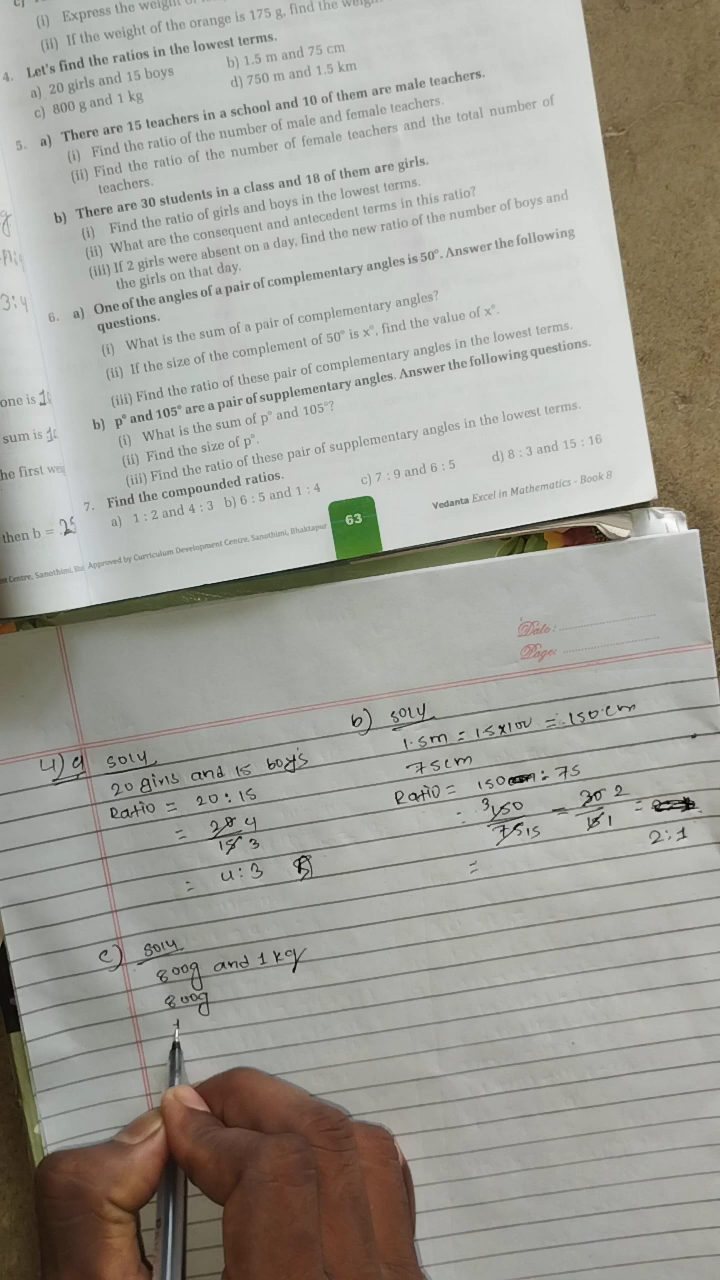 (i) Express the weight
(ii) If the weight of the orange is 175 g, find the
4. Let's find the ratios in the lowest terms.
a) 20 girls and 15 boys b) 1.5 m and 75 cm
c) 800 g and 1 kg d) 750 m and 1.5 km
5. a) There are 15 teachers in a school and 10 of them are male teachers.
(i) Find the ratio of the number of male and female teachers.
(ii) Find the ratio of the number of female teachers and the total number of
teachers.
b) There are 30 students in a class and 18 of them are girls.
(i) Find the ratio of girls and boys in the lowest terms.
(ii) What are the consequent and antecedent terms in this ratio?
(iii) If 2 girls were absent on a day, find the new ratio of the number of boys and
the girls on that day.
6. a) One of the angles of a pair of complementary angles is 50°. Answer the following
questions.
(i) What is the sum of a pair of complementary angles?
(ii) If the size of the complement of 50° is x°, find the value of x°.
(iii) Find the ratio of these pair of complementary angles in the lowest terms.
b) p° and 105° are a pair of supplementary angles. Answer the following questions.
(i) What is the sum of p° and 105°?
(ii) Find the size of p°.
(iii) Find the ratio of these pair of supplementary angles in the lowest terms.
7. Find the compounded ratios.
a) 1 : 2 and 4 : 3 b) 6 : 5 and 1 : 4 c) 7 : 9 and 6 : 5 d) 8 : 3 and 15 : 16
Approved by Curriculum Development Centre, Sanothimi, Bhaktapur 63 Vedanta Excel in Mathematics - Book 8
3:4
one is
sum is
he first
then b = 25
Centre, Sanothimi,
Date:
Page:
4) a) soly
20 girls and 15 boys
Ratio = 20:15
= 20 4
15 3
= 4:3
b) soly
1.5m = 1.5x100 = 150cm
75cm
Ratio = 150 : 75
= 150 = 30 2 =
75 15 15 1
2:1
=
c) soly
800g and 1kg
800g